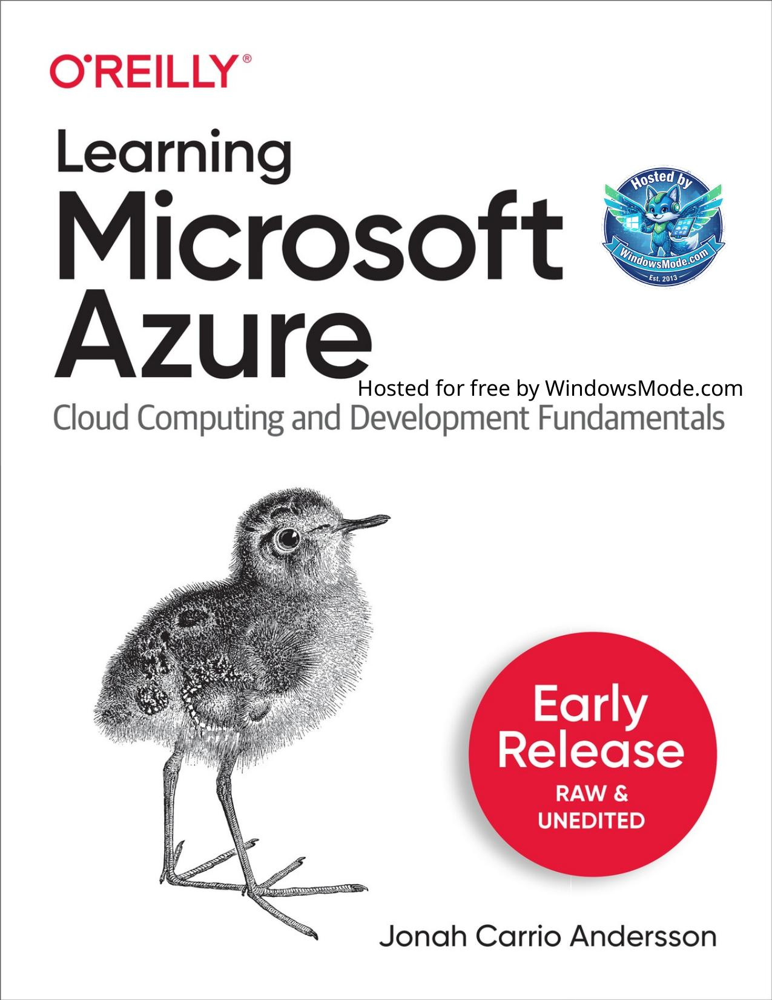 O'REILLY®
Learning
Microsoft
Azure
Hosted by
WindowsMode.com
Est. 2013
Hosted for free by WindowsMode.com
Cloud Computing and Development Fundamentals
Early
Release
RAW &
UNEDITED
Jonah Carrio Andersson